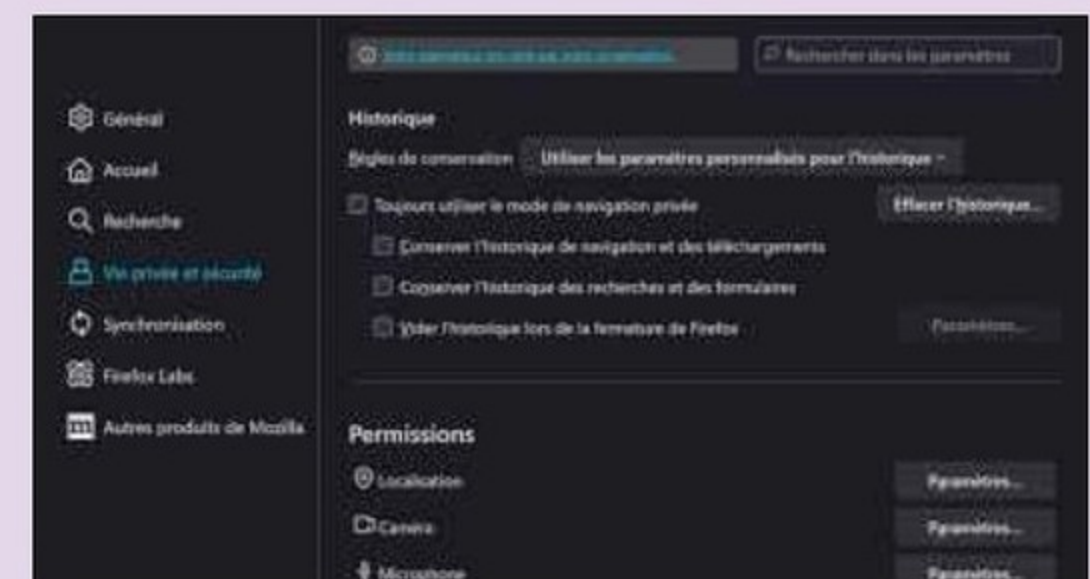 Rechercher dans les paramètres
Général
Accueil
Recherche
Vie privée et sécurité
Synchronisation
Firefox Labs
Autres produits de Mozilla
Historique
Règles de conservation Utiliser les paramètres personnalisés pour l'historique
Toujours utiliser le mode de navigation privée Effacer l'historique...
Conserver l'historique de navigation et des téléchargements
Conserver l'historique des recherches et des formulaires
Vider l'historique lors de la fermeture de Firefox Paramètres...
Permissions
Localisation Paramètres...
Caméra Paramètres...
Microphone Paramètres...